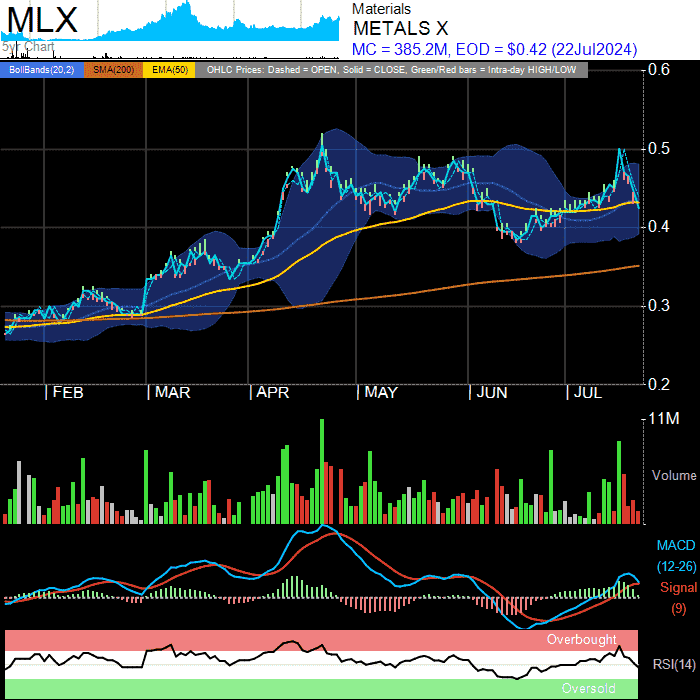 MLX
5yr Chart
Materials
METALS X
MC = 385.2M, EOD = $0.42 (22Jul2024)
BollBands(20,2) SMA(200) EMA(50) OHLC Prices: Dashed = OPEN, Solid = CLOSE, Green/Red bars = Intra-day HIGH/LOW
0.6
0.5
0.4
0.3
0.2
| FEB | MAR | APR | MAY | JUN | JUL
11M
Volume
MACD
(12-26)
Signal
(9)
Overbought
RSI(14)
Oversold